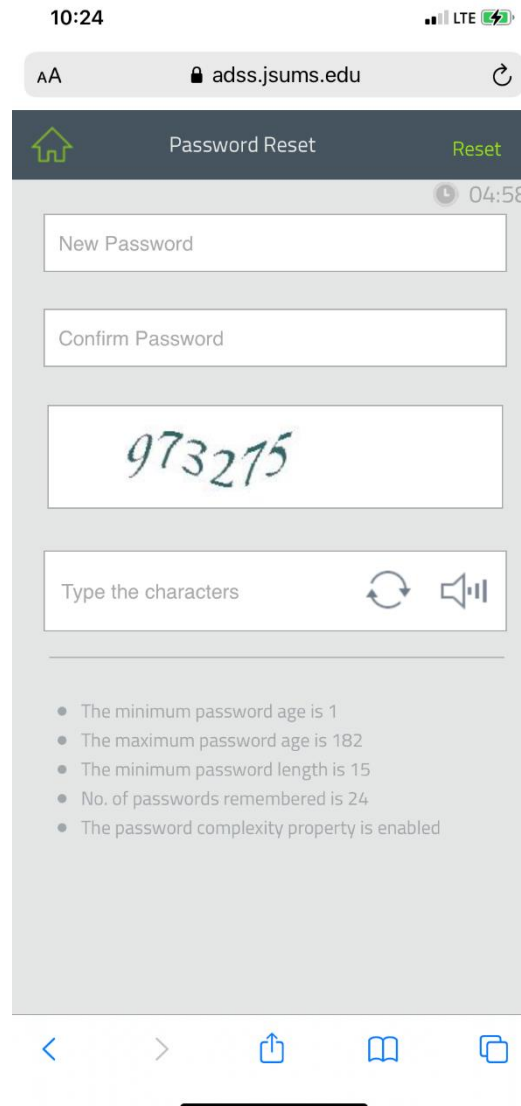 10:24 LTE
AA adss.jsums.edu
Password Reset Reset
04:58
New Password
Confirm Password
973275
Type the characters
The minimum password age is 1
The maximum password age is 182
The minimum password length is 15
No. of passwords remembered is 24
The password complexity property is enabled